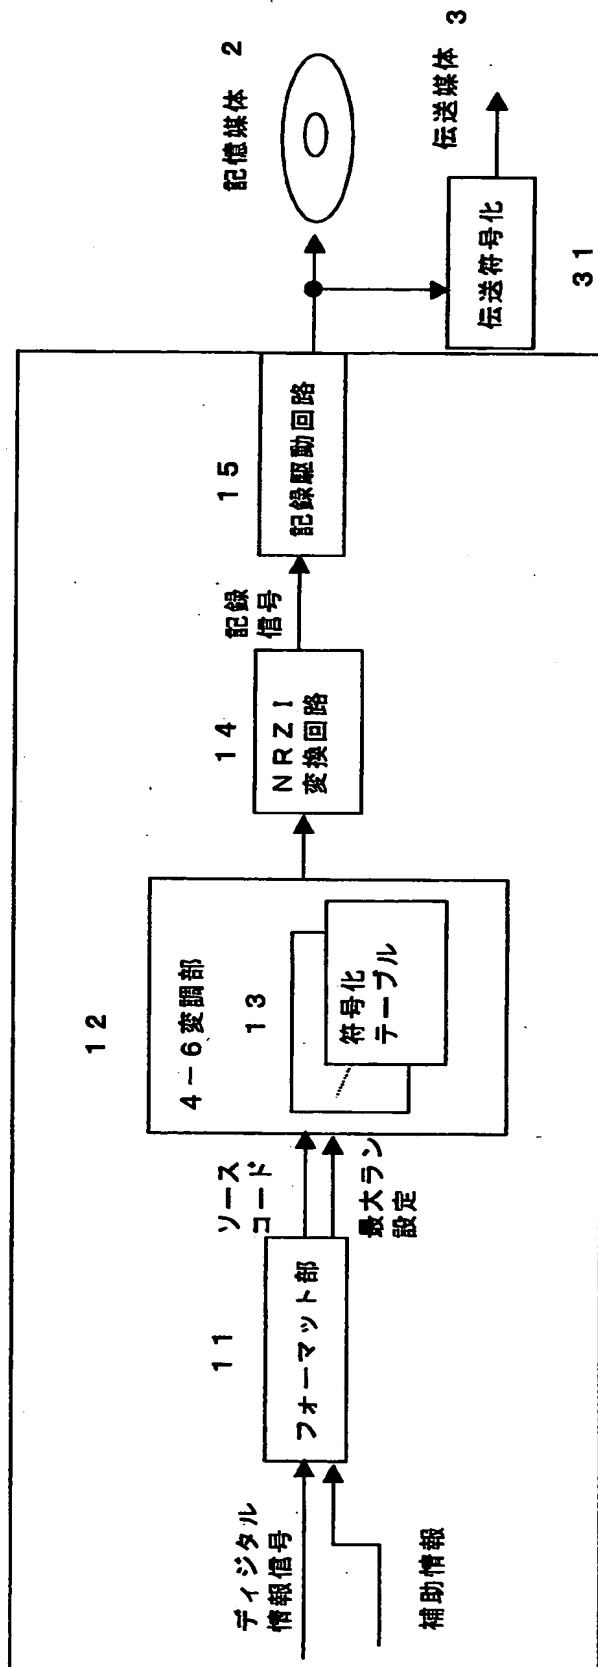 ディジタル
情報信号
補助情報
11
フォーマット部
ソース
コード
最大ラン
設定
12
4-6変調部
13
符号化
テーブル
14
NRZI
変換回路
記録
信号
15
記録駆動回路
記憶媒体 2
伝送媒体 3
伝送符号化
31